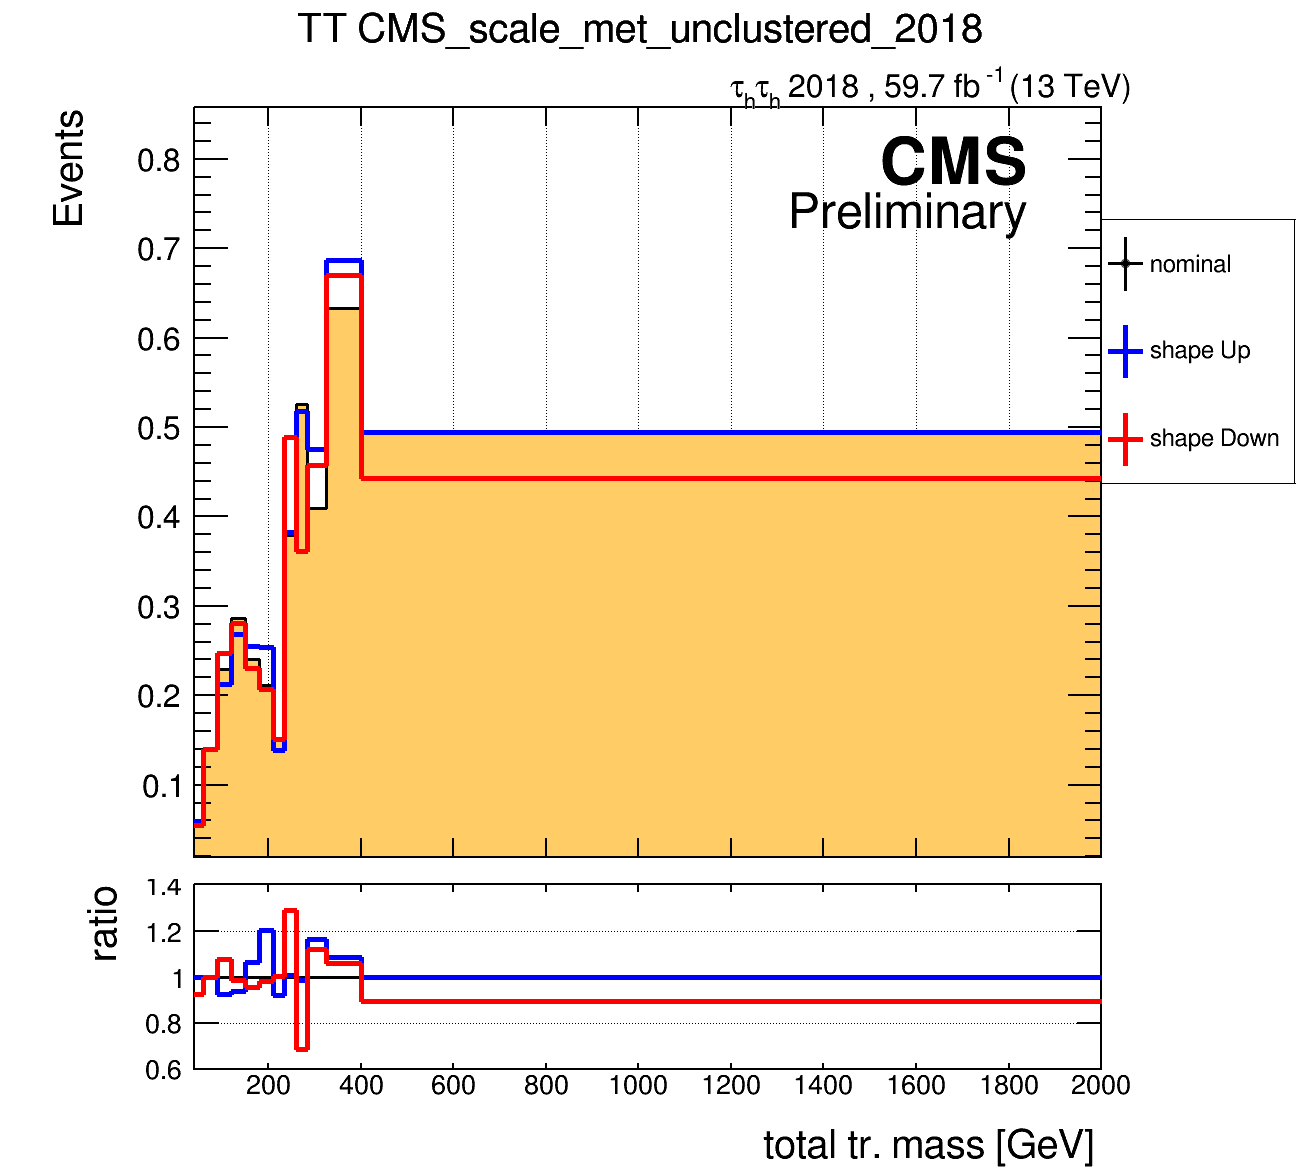 TT CMS_scale_met_unclustered_2018
τhτh 2018 , 59.7 fb-1 (13 TeV)
Events
CMS
Preliminary
0.8
0.7
0.6
0.5
0.4
0.3
0.2
0.1
nominal
shape Up
shape Down
ratio
1.4
1.2
1
0.8
0.6
200 400 600 800 1000 1200 1400 1600 1800 2000
total tr. mass [GeV]